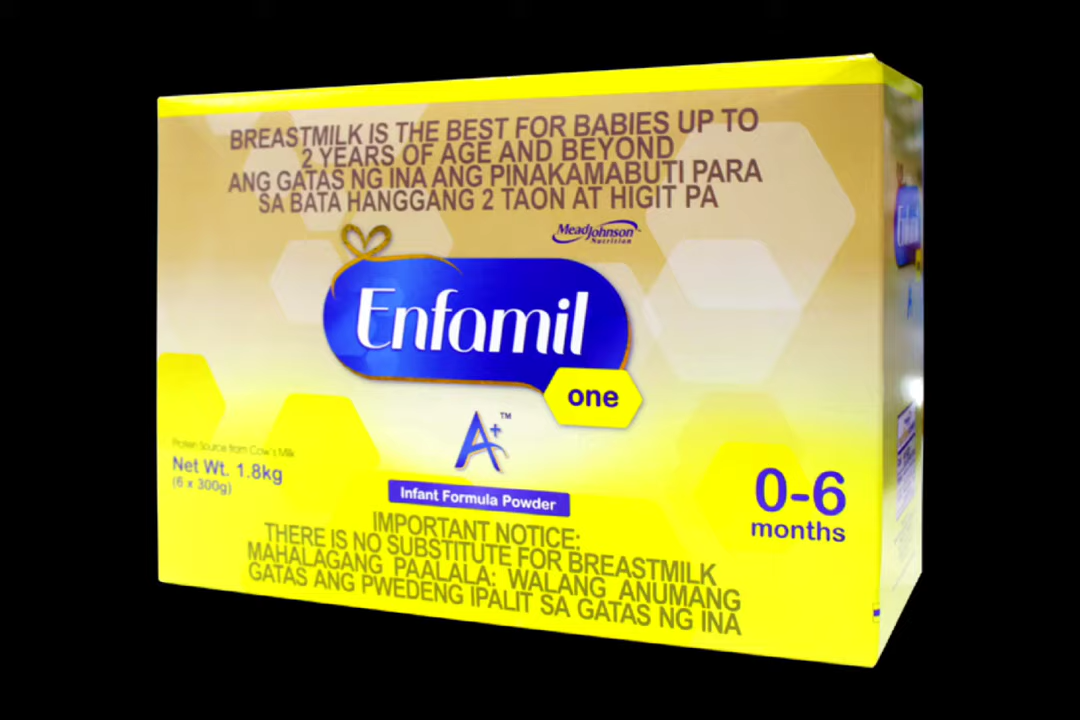 BREASTMILK IS THE BEST FOR BABIES UP TO
2 YEARS OF AGE AND BEYOND
ANG GATAS NG INA ANG PINAKAMABUTI PARA
SA BATA HANGGANG 2 TAON AT HIGIT PA
MeadJohnson™
Nutrition
Enfamil
one
A+™
Protein Source from Cow's Milk
Net Wt. 1.8kg
(6 x 300g)
Infant Formula Powder
0-6
months
IMPORTANT NOTICE:
THERE IS NO SUBSTITUTE FOR BREASTMILK
MAHALAGANG PAALALA: WALANG ANUMANG
GATAS ANG PWEDENG IPALIT SA GATAS NG INA
Enfamil